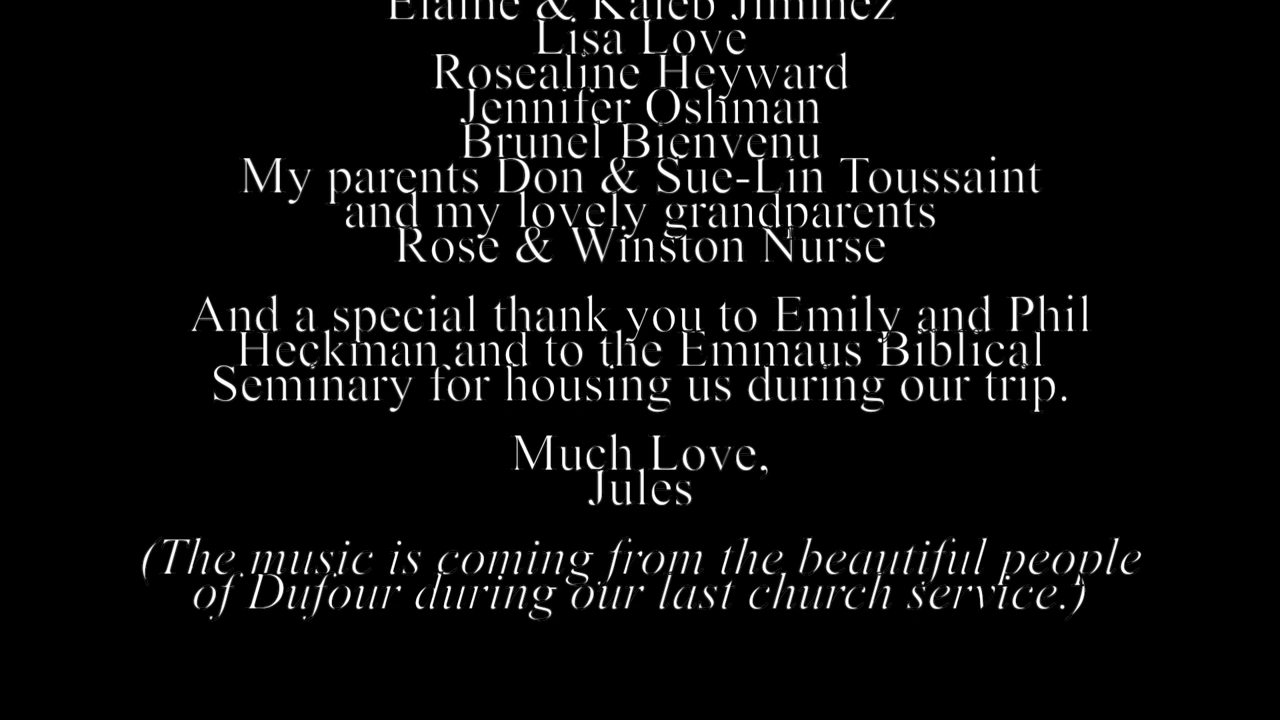 Elaine & Kaleb Jiminez
Lisa Love
Rosealine Heyward
Jennifer Oshman
Brunel Bienvenu
My parents Don & Sue-Lin Toussaint
and my lovely grandparents
Rose & Winston Nurse
And a special thank you to Emily and Phil
Heckman and to the Emmaus Biblical
Seminary for housing us during our trip.
Much Love,
Jules
(The music is coming from the beautiful people
of Dufour during our last church service.)